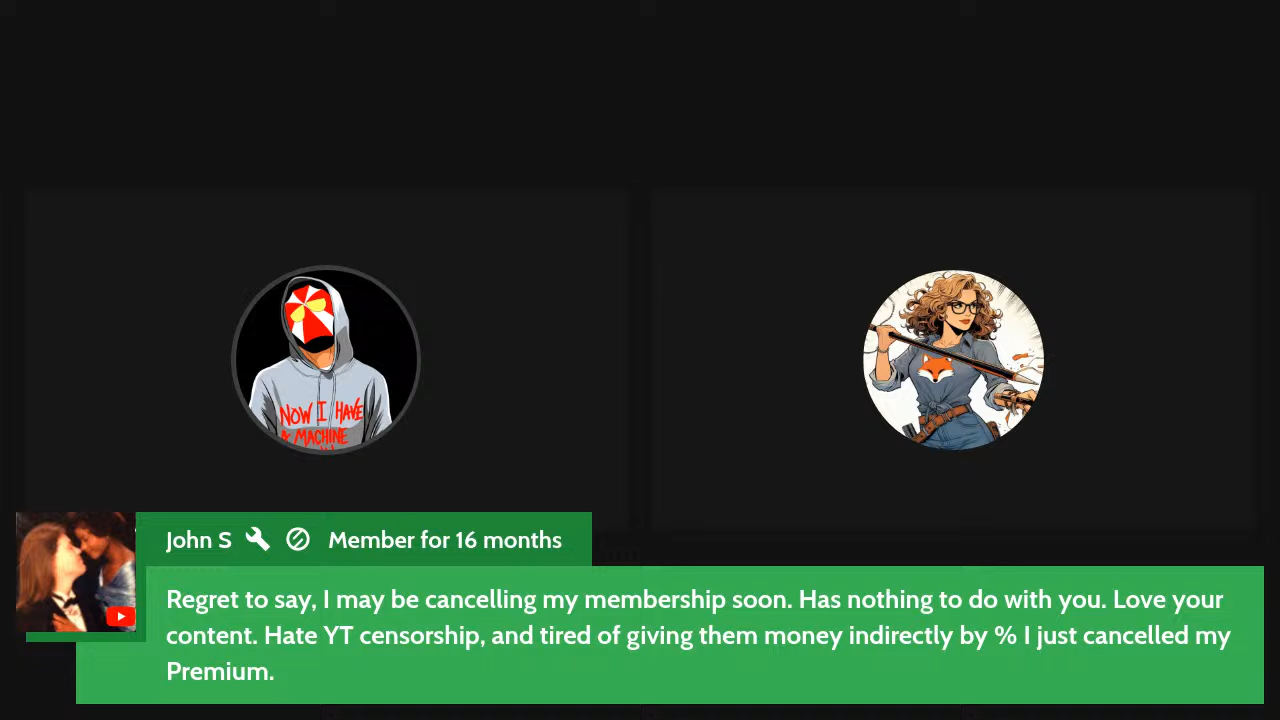 NOW I HAVE
A MACHINE
John S Member for 16 months
Regret to say, I may be cancelling my membership soon. Has nothing to do with you. Love your
content. Hate YT censorship, and tired of giving them money indirectly by % I just cancelled my
Premium.